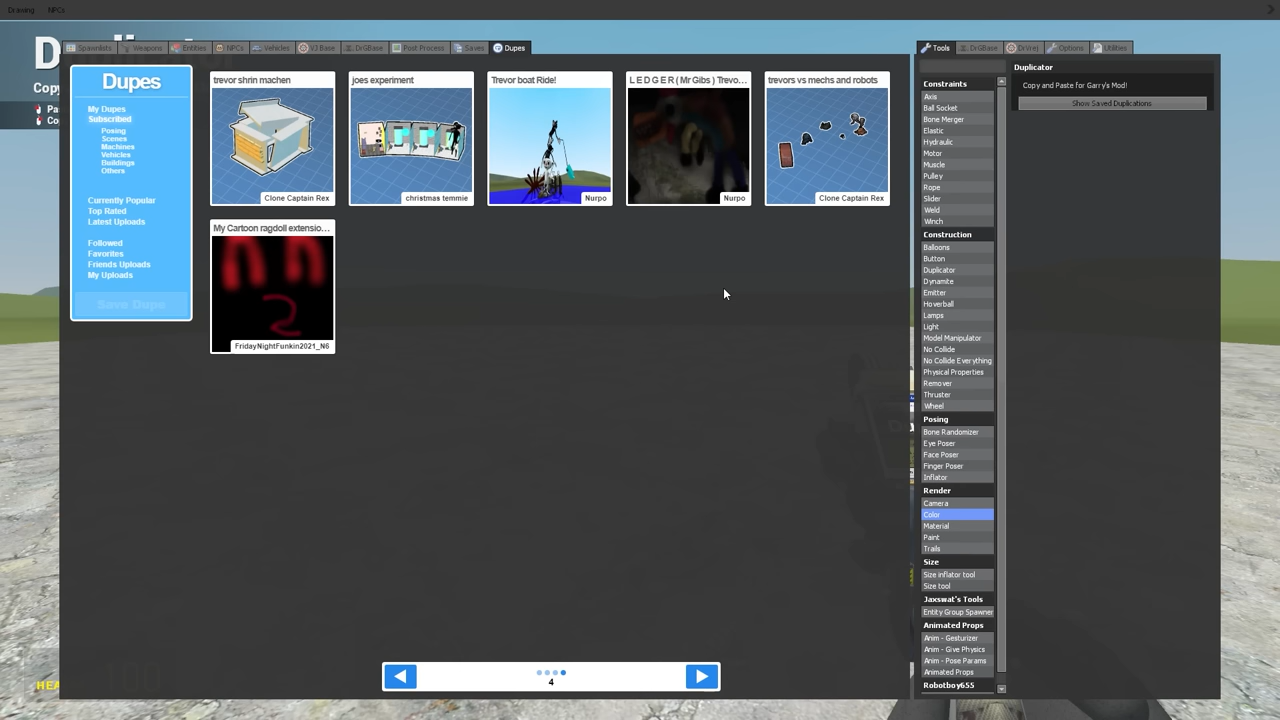 Drawing NPCs
D
Copy
Pa
Co
Spawnlists Weapons Entities NPCs Vehicles VJ Base DrGBase Post Process Saves Dupes
Dupes
My Dupes
Subscribed
Posing
Scenes
Machines
Vehicles
Buildings
Others
Currently Popular
Top Rated
Latest Uploads
Followed
Favorites
Friends Uploads
My Uploads
Save Dupe
trevor shrin machen
Clone Captain Rex
joes experiment
christmas temmie
Trevor boat Ride!
Nurpo
L E D G E R ( Mr Gibs ) Trevo...
Nurpo
trevors vs mechs and robots
Clone Captain Rex
My Cartoon ragdoll extensio...
FridayNightFunkin2021_N6
4
HEA
Tools DrGBase DrVrej Options Utilities
Constraints
Axis
Ball Socket
Bone Merger
Elastic
Hydraulic
Motor
Muscle
Pulley
Rope
Slider
Weld
Winch
Construction
Balloons
Button
Duplicator
Dynamite
Emitter
Hoverball
Lamps
Light
Model Manipulator
No Collide
No Collide Everything
Physical Properties
Remover
Thruster
Wheel
Posing
Bone Randomizer
Eye Poser
Face Poser
Finger Poser
Inflator
Render
Camera
Color
Material
Paint
Trails
Size
Size inflator tool
Size tool
Jaxswat's Tools
Entity Group Spawner
Animated Props
Anim - Gesturizer
Anim - Give Physics
Anim - Pose Params
Animated Props
Robotboy655
Duplicator
Copy and Paste for Garry's Mod!
Show Saved Duplications